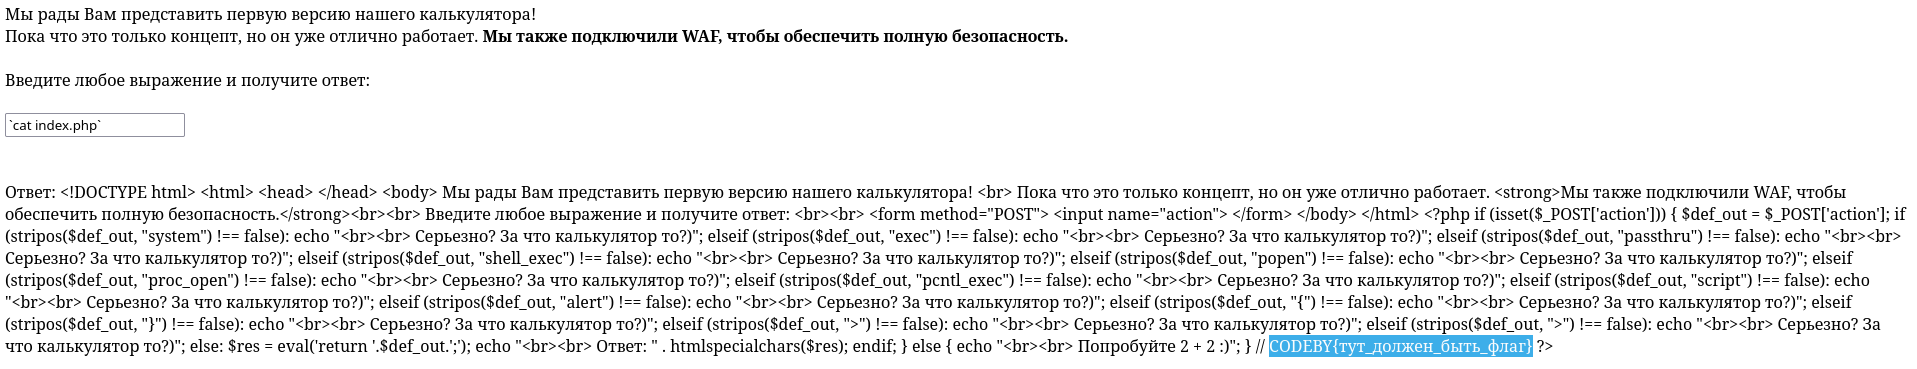 Мы рады Вам представить первую версию нашего калькулятора!
Пока что это только концепт, но он уже отлично работает. Мы также подключили WAF, чтобы обеспечить полную безопасность.
Введите любое выражение и получите ответ:
`cat index.php`
Ответ: <!DOCTYPE html> <html> <head> </head> <body> Мы рады Вам представить первую версию нашего калькулятора! <br> Пока что это только концепт, но он уже отлично работает. <strong>Мы также подключили WAF, чтобы
обеспечить полную безопасность.</strong><br><br> Введите любое выражение и получите ответ: <br><br> <form method="POST"> <input name="action"> </form> </body> </html> <?php if (isset($_POST['action'])) { $def_out = $_POST['action']; if
(stripos($def_out, "system") !== false): echo "<br><br> Серьезно? За что калькулятор то?)"; elseif (stripos($def_out, "exec") !== false): echo "<br><br> Серьезно? За что калькулятор то?)"; elseif (stripos($def_out, "passthru") !== false): echo "<br><br>
Серьезно? За что калькулятор то?)"; elseif (stripos($def_out, "shell_exec") !== false): echo "<br><br> Серьезно? За что калькулятор то?)"; elseif (stripos($def_out, "popen") !== false): echo "<br><br> Серьезно? За что калькулятор то?)"; elseif
(stripos($def_out, "proc_open") !== false): echo "<br><br> Серьезно? За что калькулятор то?)"; elseif (stripos($def_out, "pcntl_exec") !== false): echo "<br><br> Серьезно? За что калькулятор то?)"; elseif (stripos($def_out, "script") !== false): echo
"<br><br> Серьезно? За что калькулятор то?)"; elseif (stripos($def_out, "alert") !== false): echo "<br><br> Серьезно? За что калькулятор то?)"; elseif (stripos($def_out, "{") !== false): echo "<br><br> Серьезно? За что калькулятор то?)"; elseif
(stripos($def_out, "}") !== false): echo "<br><br> Серьезно? За что калькулятор то?)"; elseif (stripos($def_out, ">") !== false): echo "<br><br> Серьезно? За что калькулятор то?)"; elseif (stripos($def_out, ">") !== false): echo "<br><br> Серьезно? За
что калькулятор то?)"; else: $res = eval('return '.$def_out.';'); echo "<br><br> Ответ: " . htmlspecialchars($res); endif; } else { echo "<br><br> Попробуйте 2 + 2 :)"; } // CODEBY{тут_должен_быть_флаг} ?>